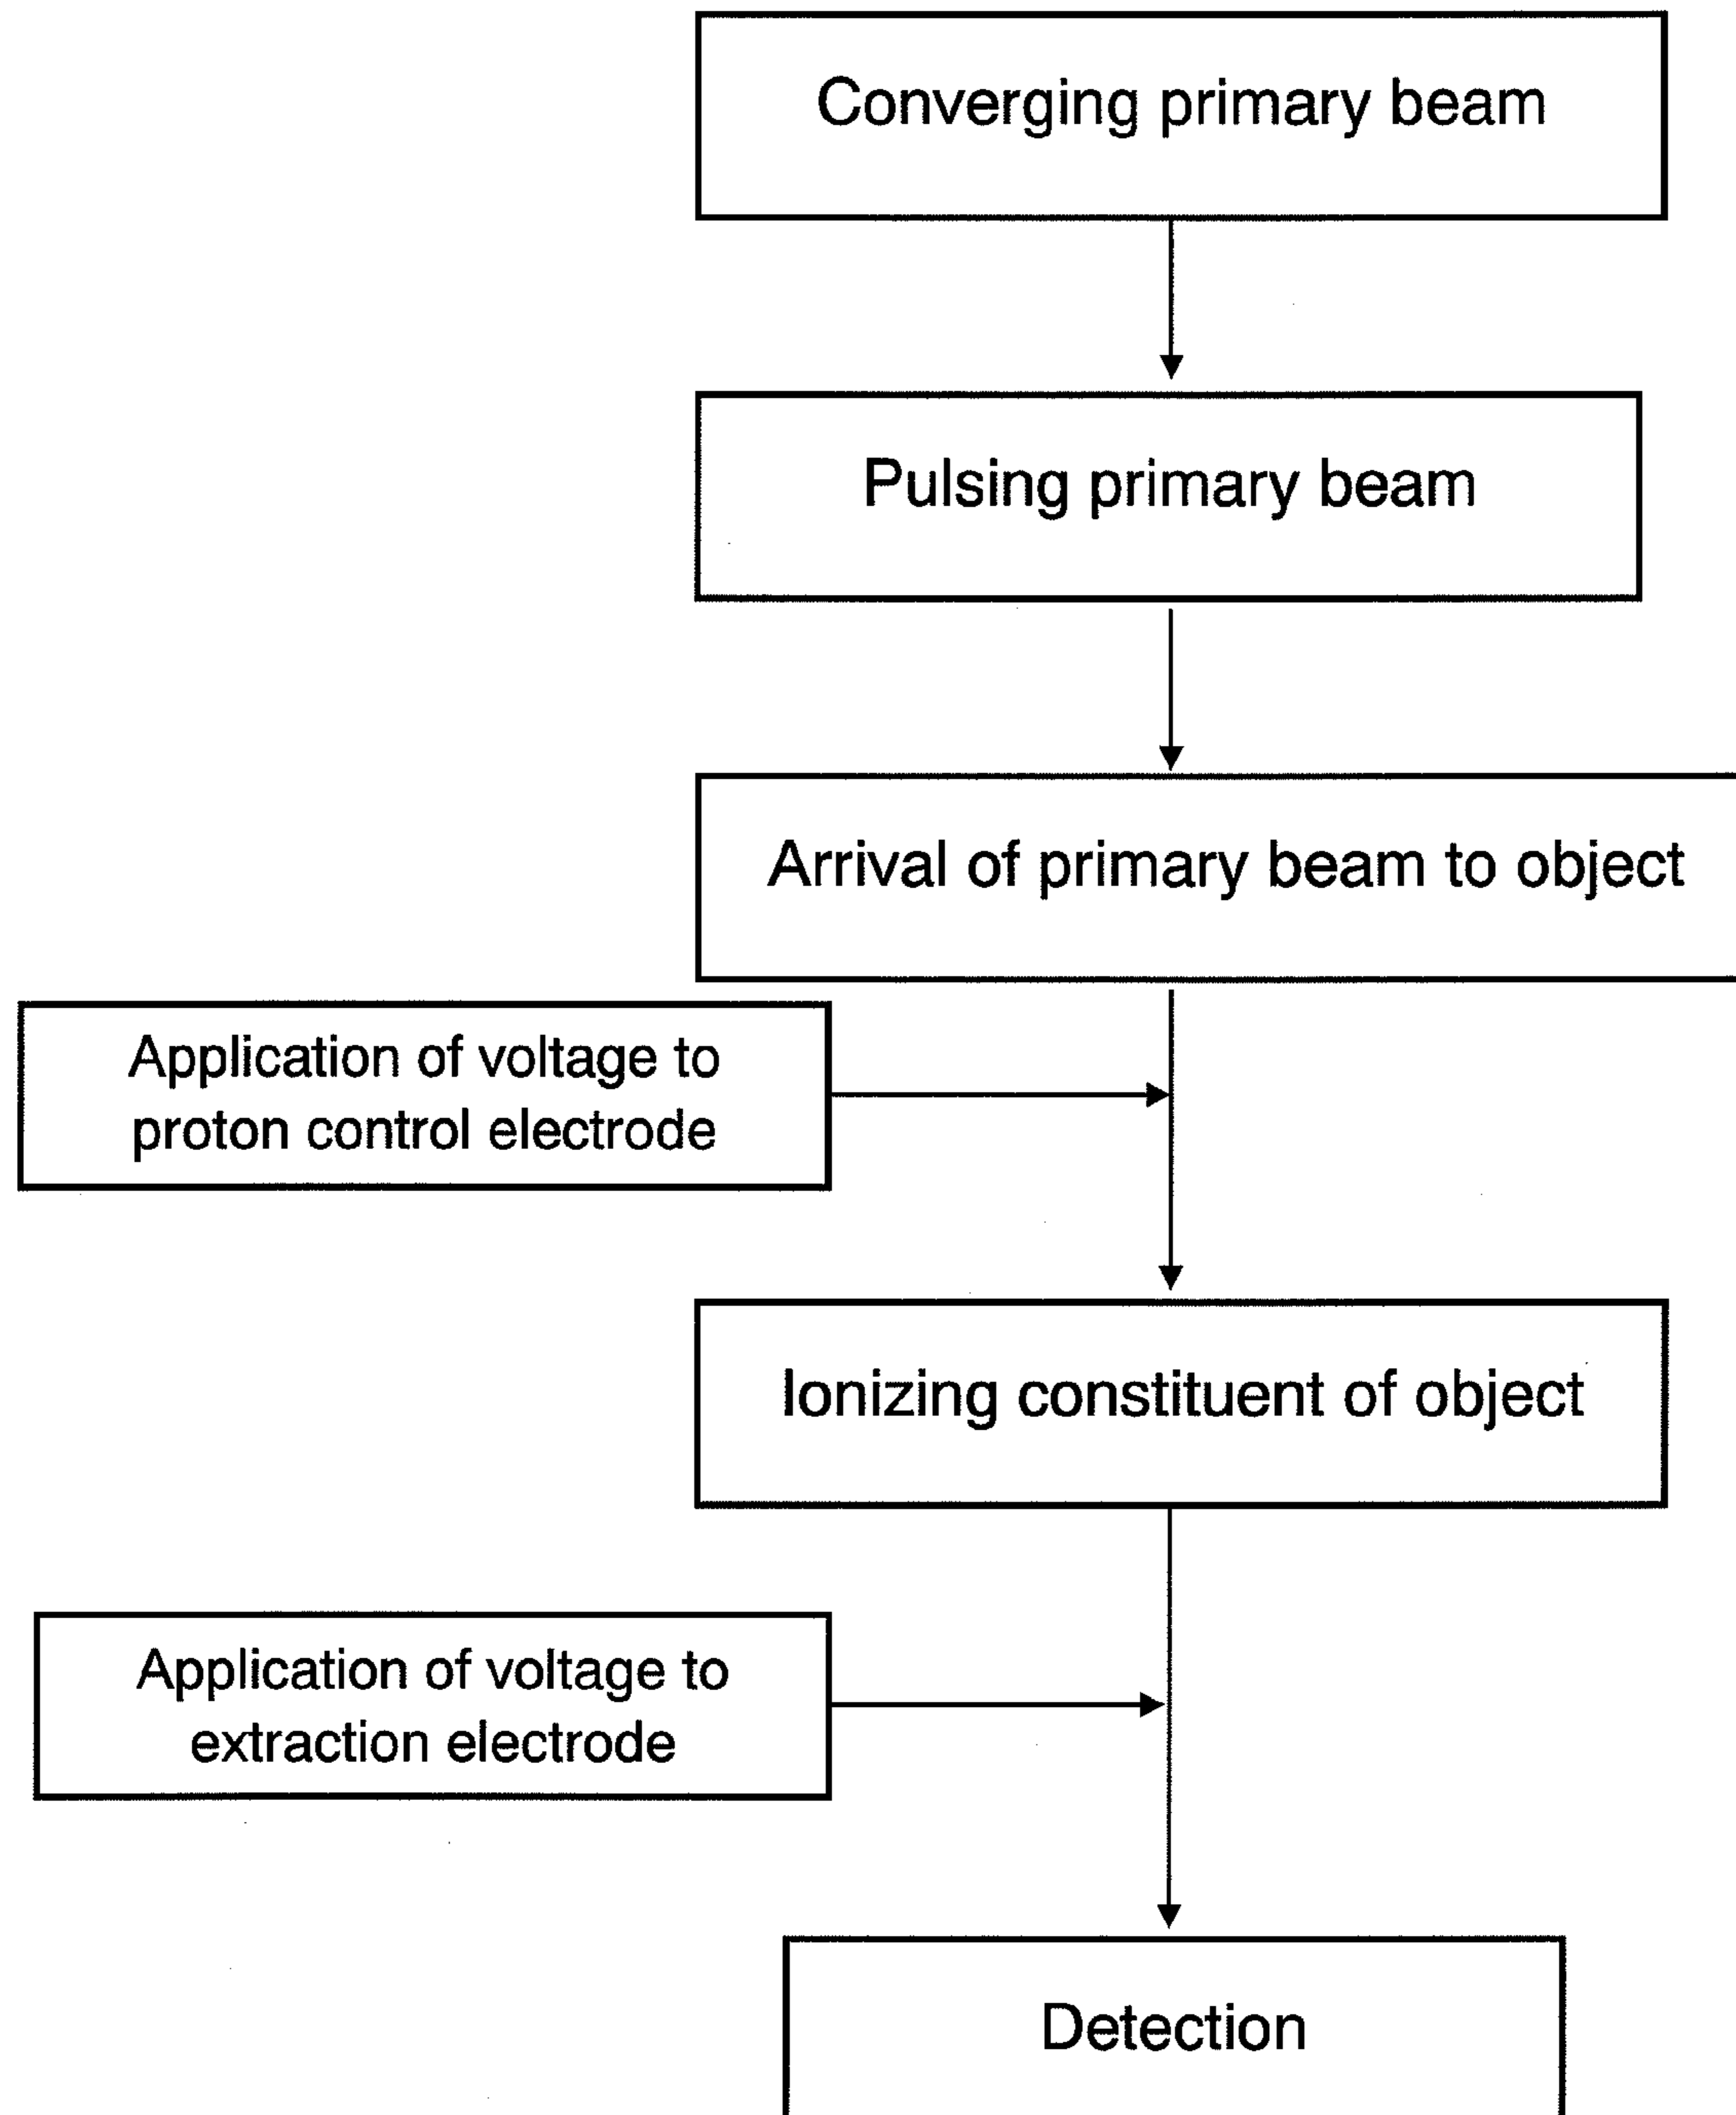 Converging primary beam
Pulsing primary beam
Arrival of primary beam to object
Application of voltage to
proton control electrode
Ionizing constituent of object
Application of voltage to
extraction electrode
Detection